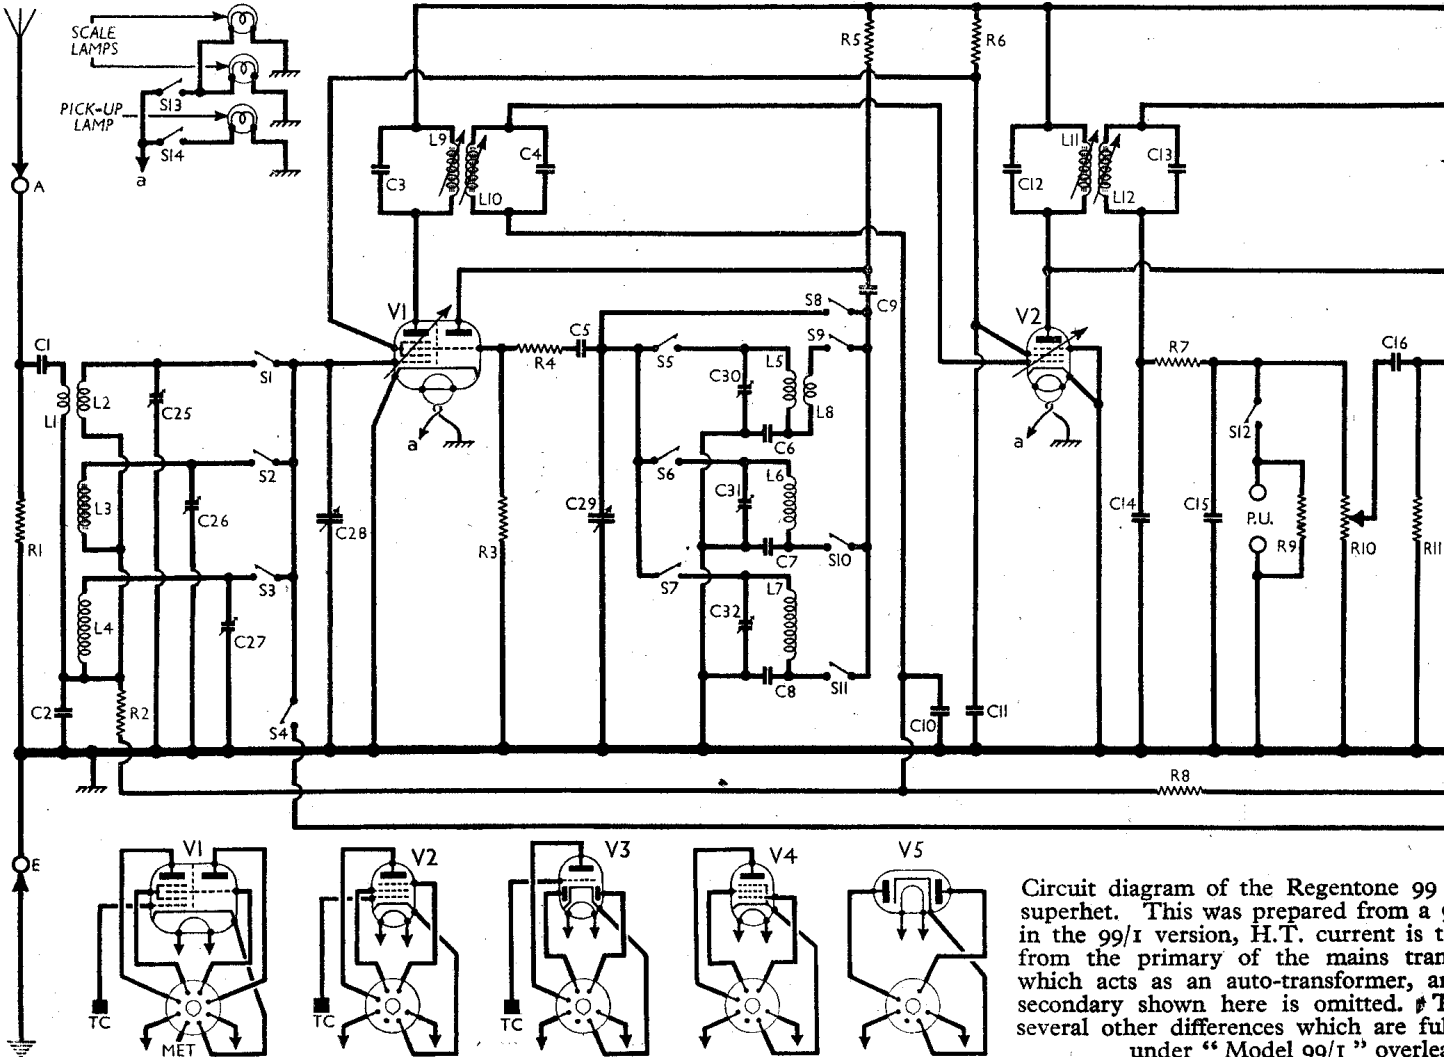 SCALE
LAMPS
S13
PICK-UP
LAMP
S14
a
A
R5
R6
L9
C3
C4
L10
L11
C12
C13
L12
V1
S8
C9
V2
C1
S1
R4
C5
S5
S9
L5
C30
L8
R7
C16
L1
L2
C25
a
C6
a
S12
S2
S6
L6
L3
C26
C28
C29
C31
C14
C15
P.U.
R1
R3
C7
S10
R9
R10
R11
S3
S7
L7
L4
C27
C32
C8
S11
C2
R2
S4
C10
C11
R8
E
V1
V2
V3
V4
V5
TC
MET
TC
TC
Circuit diagram of the Regentone 99
superhet. This was prepared from a
in the 99/1 version, H.T. current is
from the primary of the mains
which acts as an auto-transformer,
secondary shown here is omitted.
several other differences which are
under " Model 99/1 "